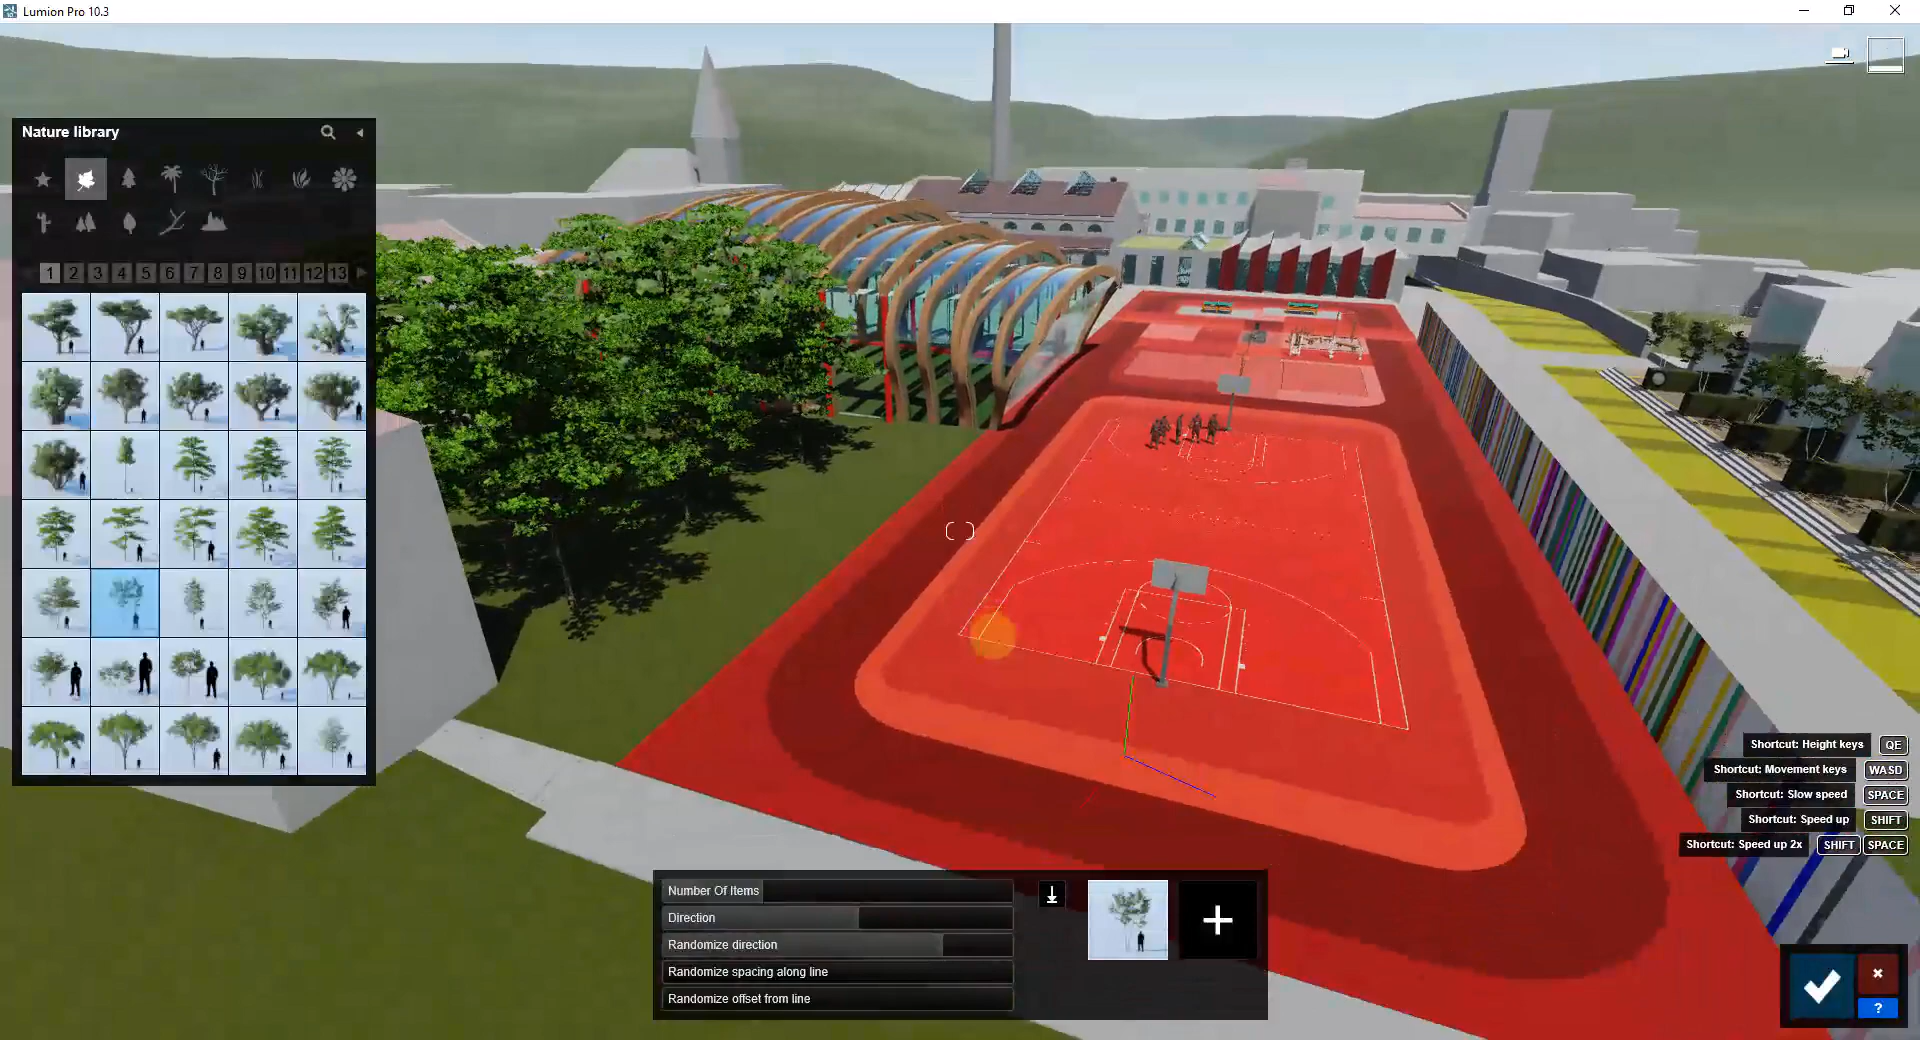 Lumion Pro 10.3
Nature library
1 2 3 4 5 6 7 8 9 10 11 12 13
Shortcut: Height keys QE
Shortcut: Movement keys WASD
Shortcut: Slow speed SPACE
Shortcut: Speed up SHIFT
Shortcut: Speed up 2x SHIFT SPACE
Number Of Items
Direction
Randomize direction
Randomize spacing along line
Randomize offset from line
?